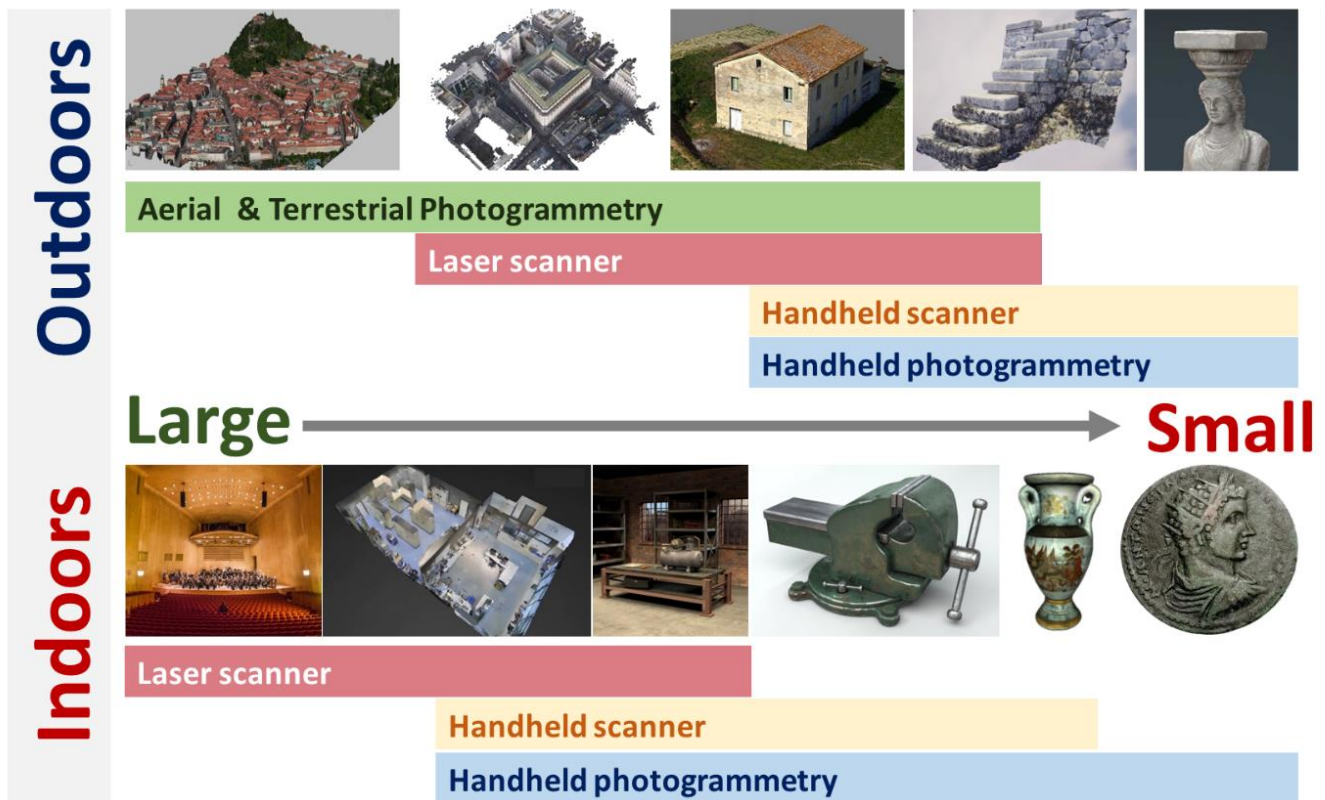 Outdoors
Aerial & Terrestrial Photogrammetry
Laser scanner
Handheld scanner
Handheld photogrammetry
Large
Small
Indoors
Laser scanner
Handheld scanner
Handheld photogrammetry